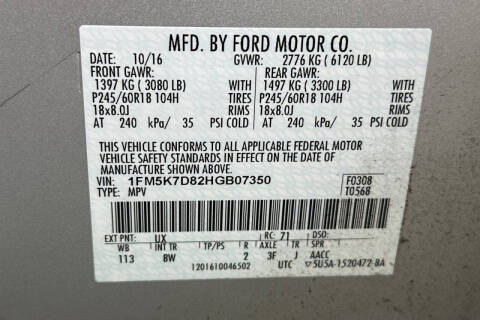 MFD. BY FORD MOTOR CO.
DATE: 10/16 GVWR: 2776 KG ( 6120 LB)
FRONT GAWR: REAR GAWR:
1397 KG ( 3080 LB) WITH 1497 KG ( 3300 LB) WITH
P245/60R18 104H TIRES P245/60R18 104H TIRES
18x8.0J RIMS 18x8.0J RIMS
AT 240 kPa/ 35 PSI COLD AT 240 kPa/ 35 PSI COLD
THIS VEHICLE CONFORMS TO ALL APPLICABLE FEDERAL MOTOR
VEHICLE SAFETY STANDARDS IN EFFECT ON THE DATE OF
MANUFACTURE SHOWN ABOVE.
VIN: 1FM5K7D82HGB07350 F0308
TYPE: MPV T0568
EXT PNT: UX RC: 71 DSO:
WB INT TR TP/PS R AXLE TR SPR
113 BW 2 3F J AACC
1201610046502 UTC 5U5A-1520472-BA